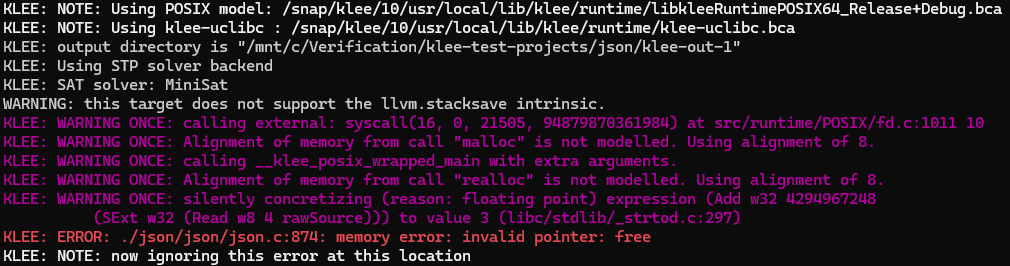 KLEE: NOTE: Using POSIX model: /snap/klee/10/usr/local/lib/klee/runtime/libkleeRuntimePOSIX64_Release+Debug.bca
KLEE: NOTE: Using klee-uclibc : /snap/klee/10/usr/local/lib/klee/runtime/klee-uclibc.bca
KLEE: output directory is "/mnt/c/Verification/klee-test-projects/json/klee-out-1"
KLEE: Using STP solver backend
KLEE: SAT solver: MiniSat
WARNING: this target does not support the llvm.stacksave intrinsic.
KLEE: WARNING ONCE: calling external: syscall(16, 0, 21505, 94879870361984) at src/runtime/POSIX/fd.c:1011 10
KLEE: WARNING ONCE: Alignment of memory from call "malloc" is not modelled. Using alignment of 8.
KLEE: WARNING ONCE: calling __klee_posix_wrapped_main with extra arguments.
KLEE: WARNING ONCE: Alignment of memory from call "realloc" is not modelled. Using alignment of 8.
KLEE: WARNING ONCE: silently concretizing (reason: floating point) expression (Add w32 4294967248
(SExt w32 (Read w8 4 rawSource))) to value 3 (libc/stdlib/_strtod.c:297)
KLEE: ERROR: ./json/json/json.c:874: memory error: invalid pointer: free
KLEE: NOTE: now ignoring this error at this location